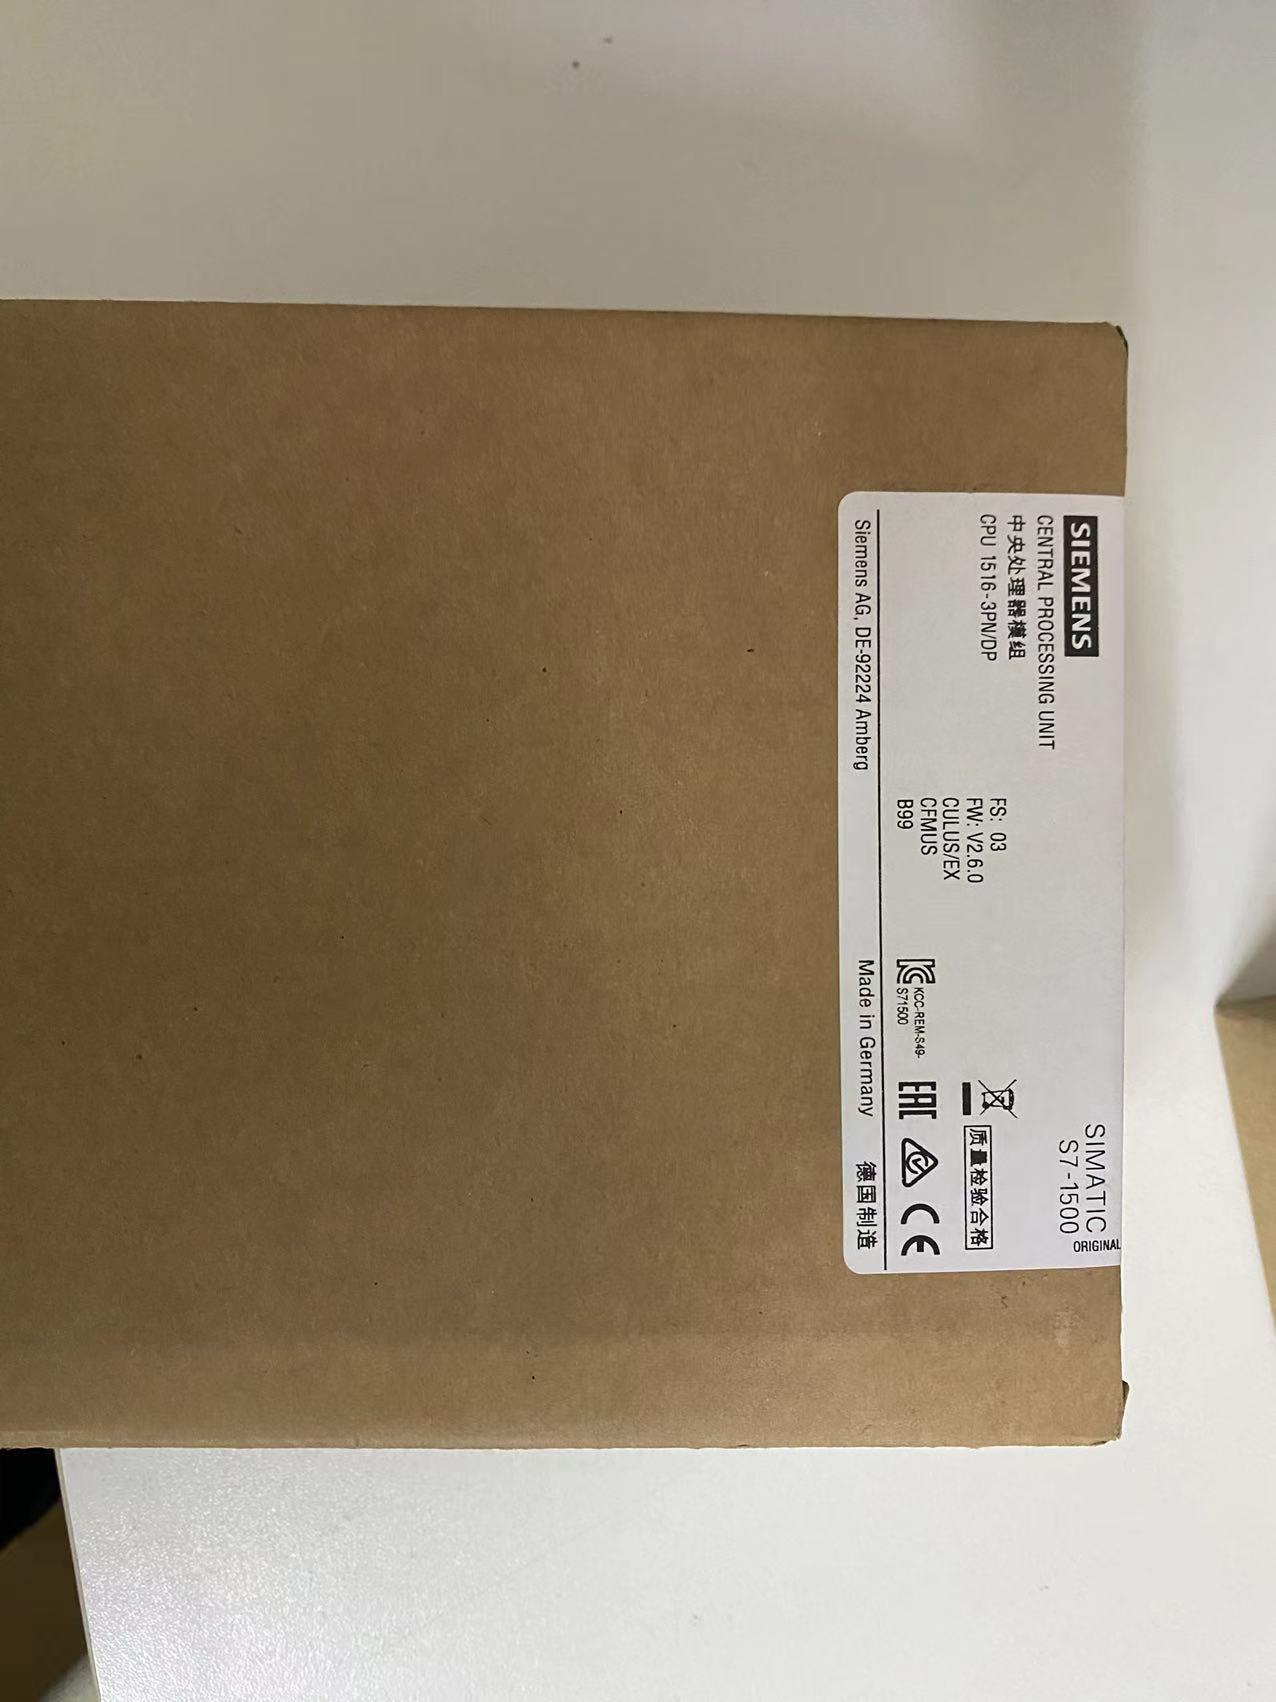 SIEMENS
SIMATIC
S7-1500
ORIGINAL
CENTRAL PROCESSING UNIT
中央处理器模组
CPU 1516-3PN/DP
FS: 03
FW: V2.6.0
CULUS/EX
CFMUS
B99
KCC-REM-S49-
S71500
质量检验合格
EAC
CE
Siemens AG, DE-92224 Amberg
Made in Germany
德国制造